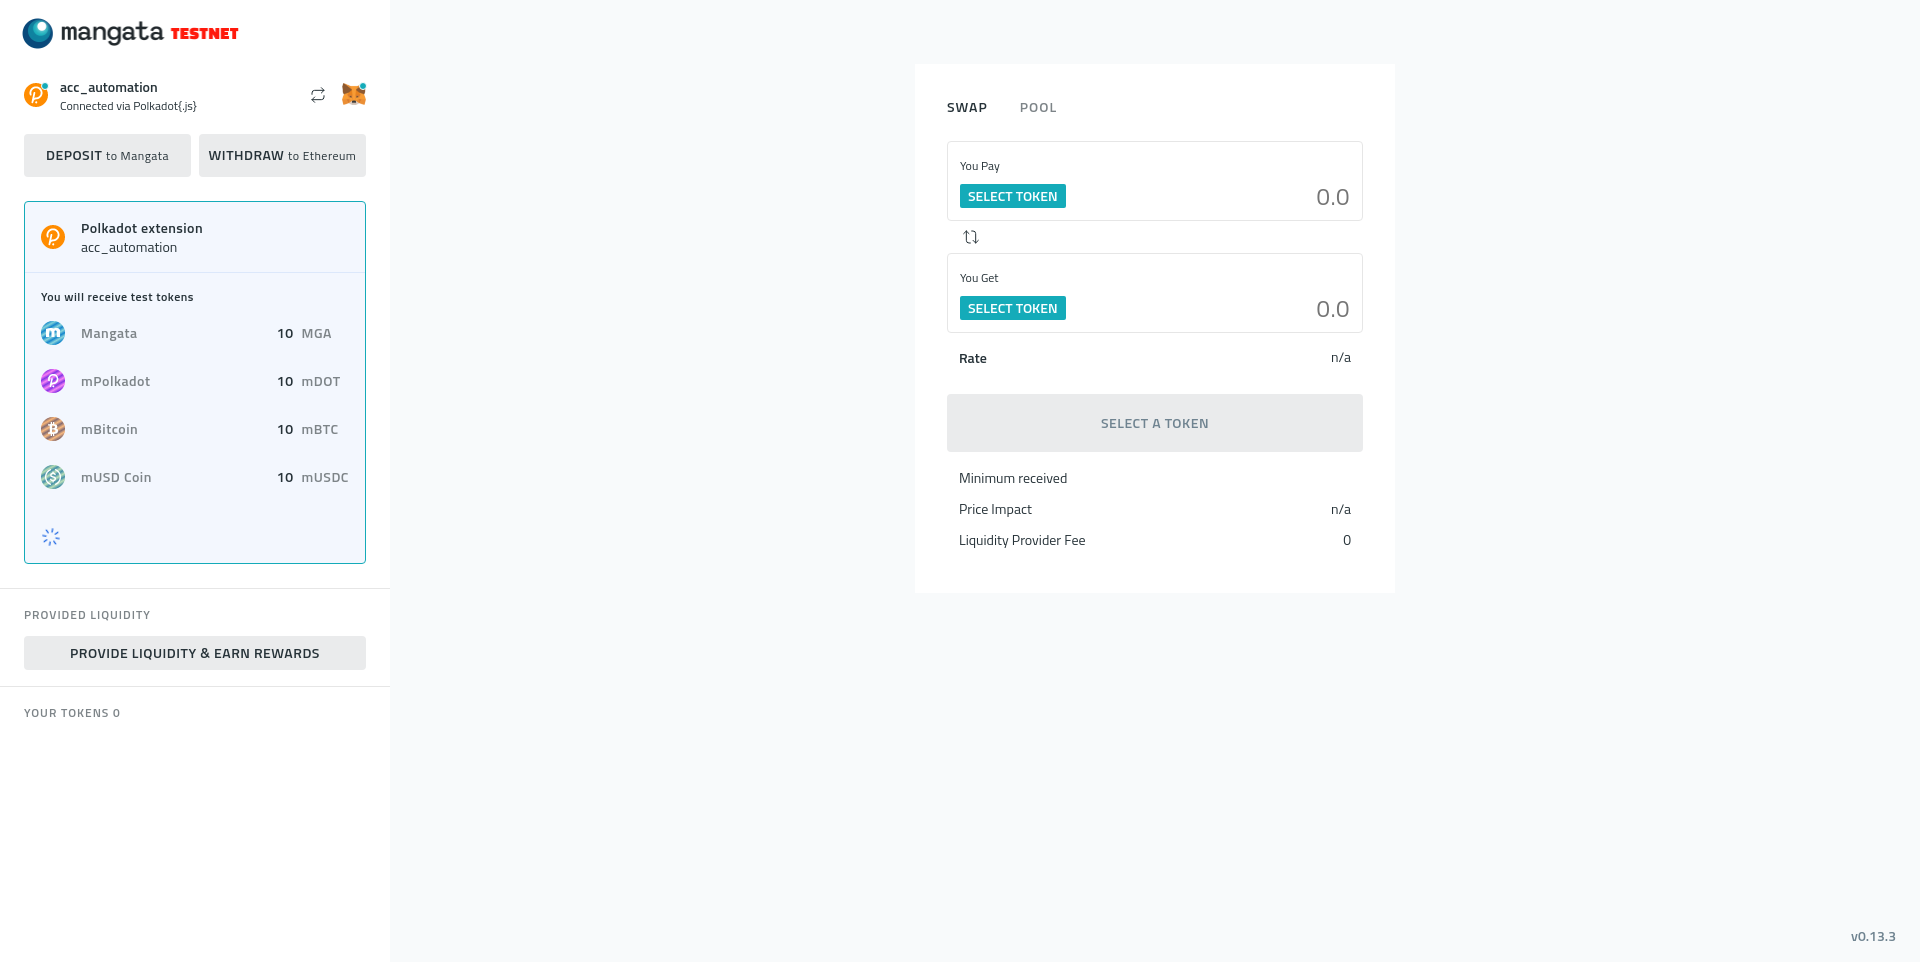 mangata TESTNET
acc_automation
Connected via Polkadot{.js}
DEPOSIT to Mangata
WITHDRAW to Ethereum
Polkadot extension
acc_automation
You will receive test tokens
Mangata 10 MGA
mPolkadot 10 mDOT
mBitcoin 10 mBTC
mUSD Coin 10 mUSDC
PROVIDED LIQUIDITY
PROVIDE LIQUIDITY & EARN REWARDS
YOUR TOKENS 0
SWAP POOL
You Pay
SELECT TOKEN 0.0
You Get
SELECT TOKEN 0.0
Rate n/a
SELECT A TOKEN
Minimum received
Price Impact n/a
Liquidity Provider Fee 0
v0.13.3